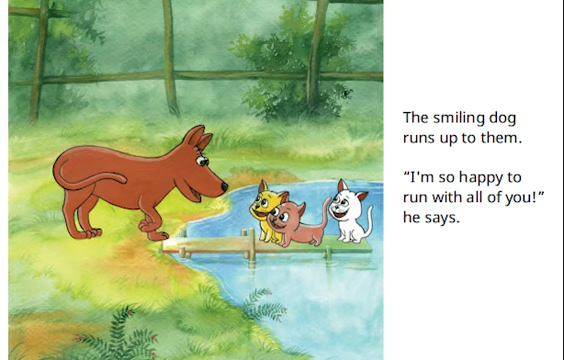 The smiling dog
runs up to them.
“I'm so happy to
run with all of you!”
he says.